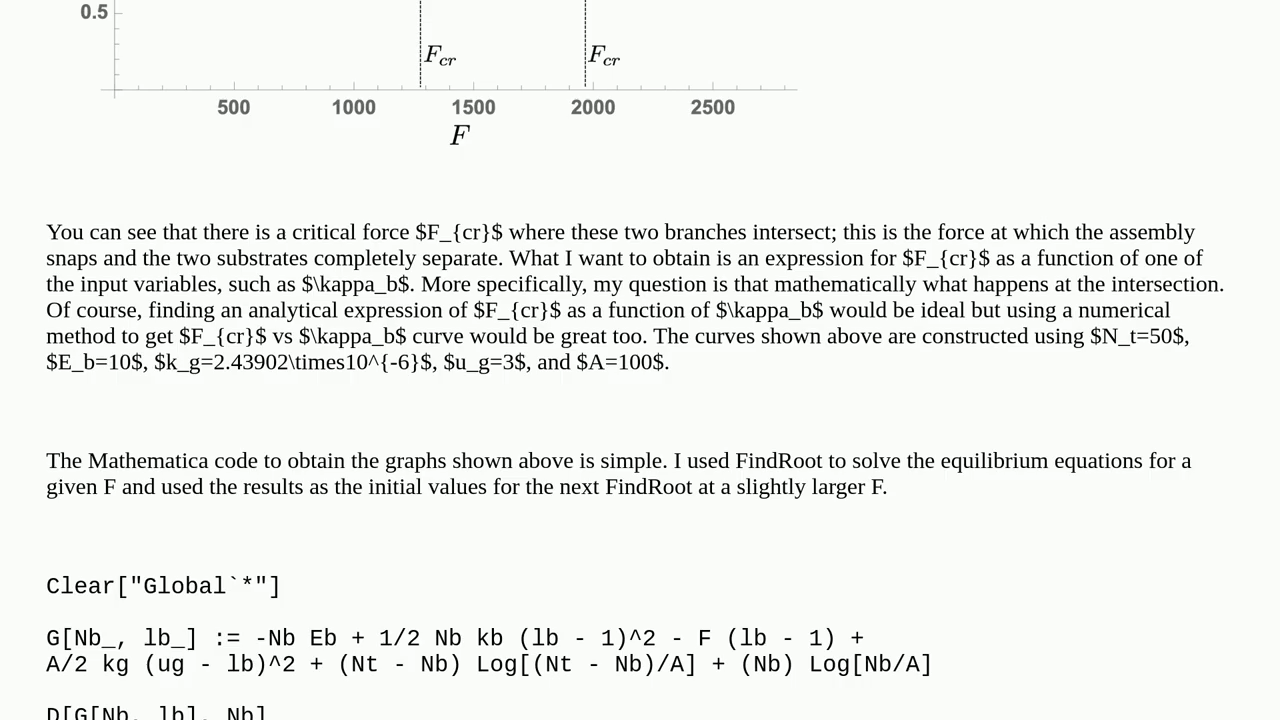 0.5
F_cr F_cr
500 1000 1500 2000 2500
F
You can see that there is a critical force $F_{cr}$ where these two branches intersect; this is the force at which the assembly
snaps and the two substrates completely separate. What I want to obtain is an expression for $F_{cr}$ as a function of one of
the input variables, such as $\kappa_b$. More specifically, my question is that mathematically what happens at the intersection.
Of course, finding an analytical expression of $F_{cr}$ as a function of $\kappa_b$ would be ideal but using a numerical
method to get $F_{cr}$ vs $\kappa_b$ curve would be great too. The curves shown above are constructed using $N_t=50$,
$E_b=10$, $k_g=2.43902\times10^{-6}$, $u_g=3$, and $A=100$.
The Mathematica code to obtain the graphs shown above is simple. I used FindRoot to solve the equilibrium equations for a
given F and used the results as the initial values for the next FindRoot at a slightly larger F.
Clear["Global`*"]
G[Nb_, lb_] := -Nb Eb + 1/2 Nb kb (lb - 1)^2 - F (lb - 1) +
A/2 kg (ug - lb)^2 + (Nt - Nb) Log[(Nt - Nb)/A] + (Nb) Log[Nb/A]
D[G[Nb, lb], Nb]